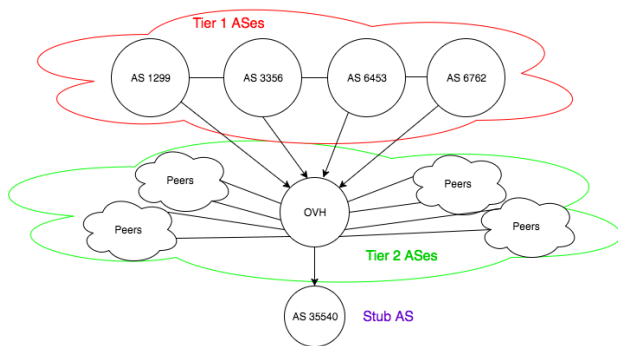 Tier 1 ASes
AS 1299
AS 3356
AS 6453
AS 6762
Peers
Peers
OVH
Peers
Peers
Tier 2 ASes
AS 35540
Stub AS